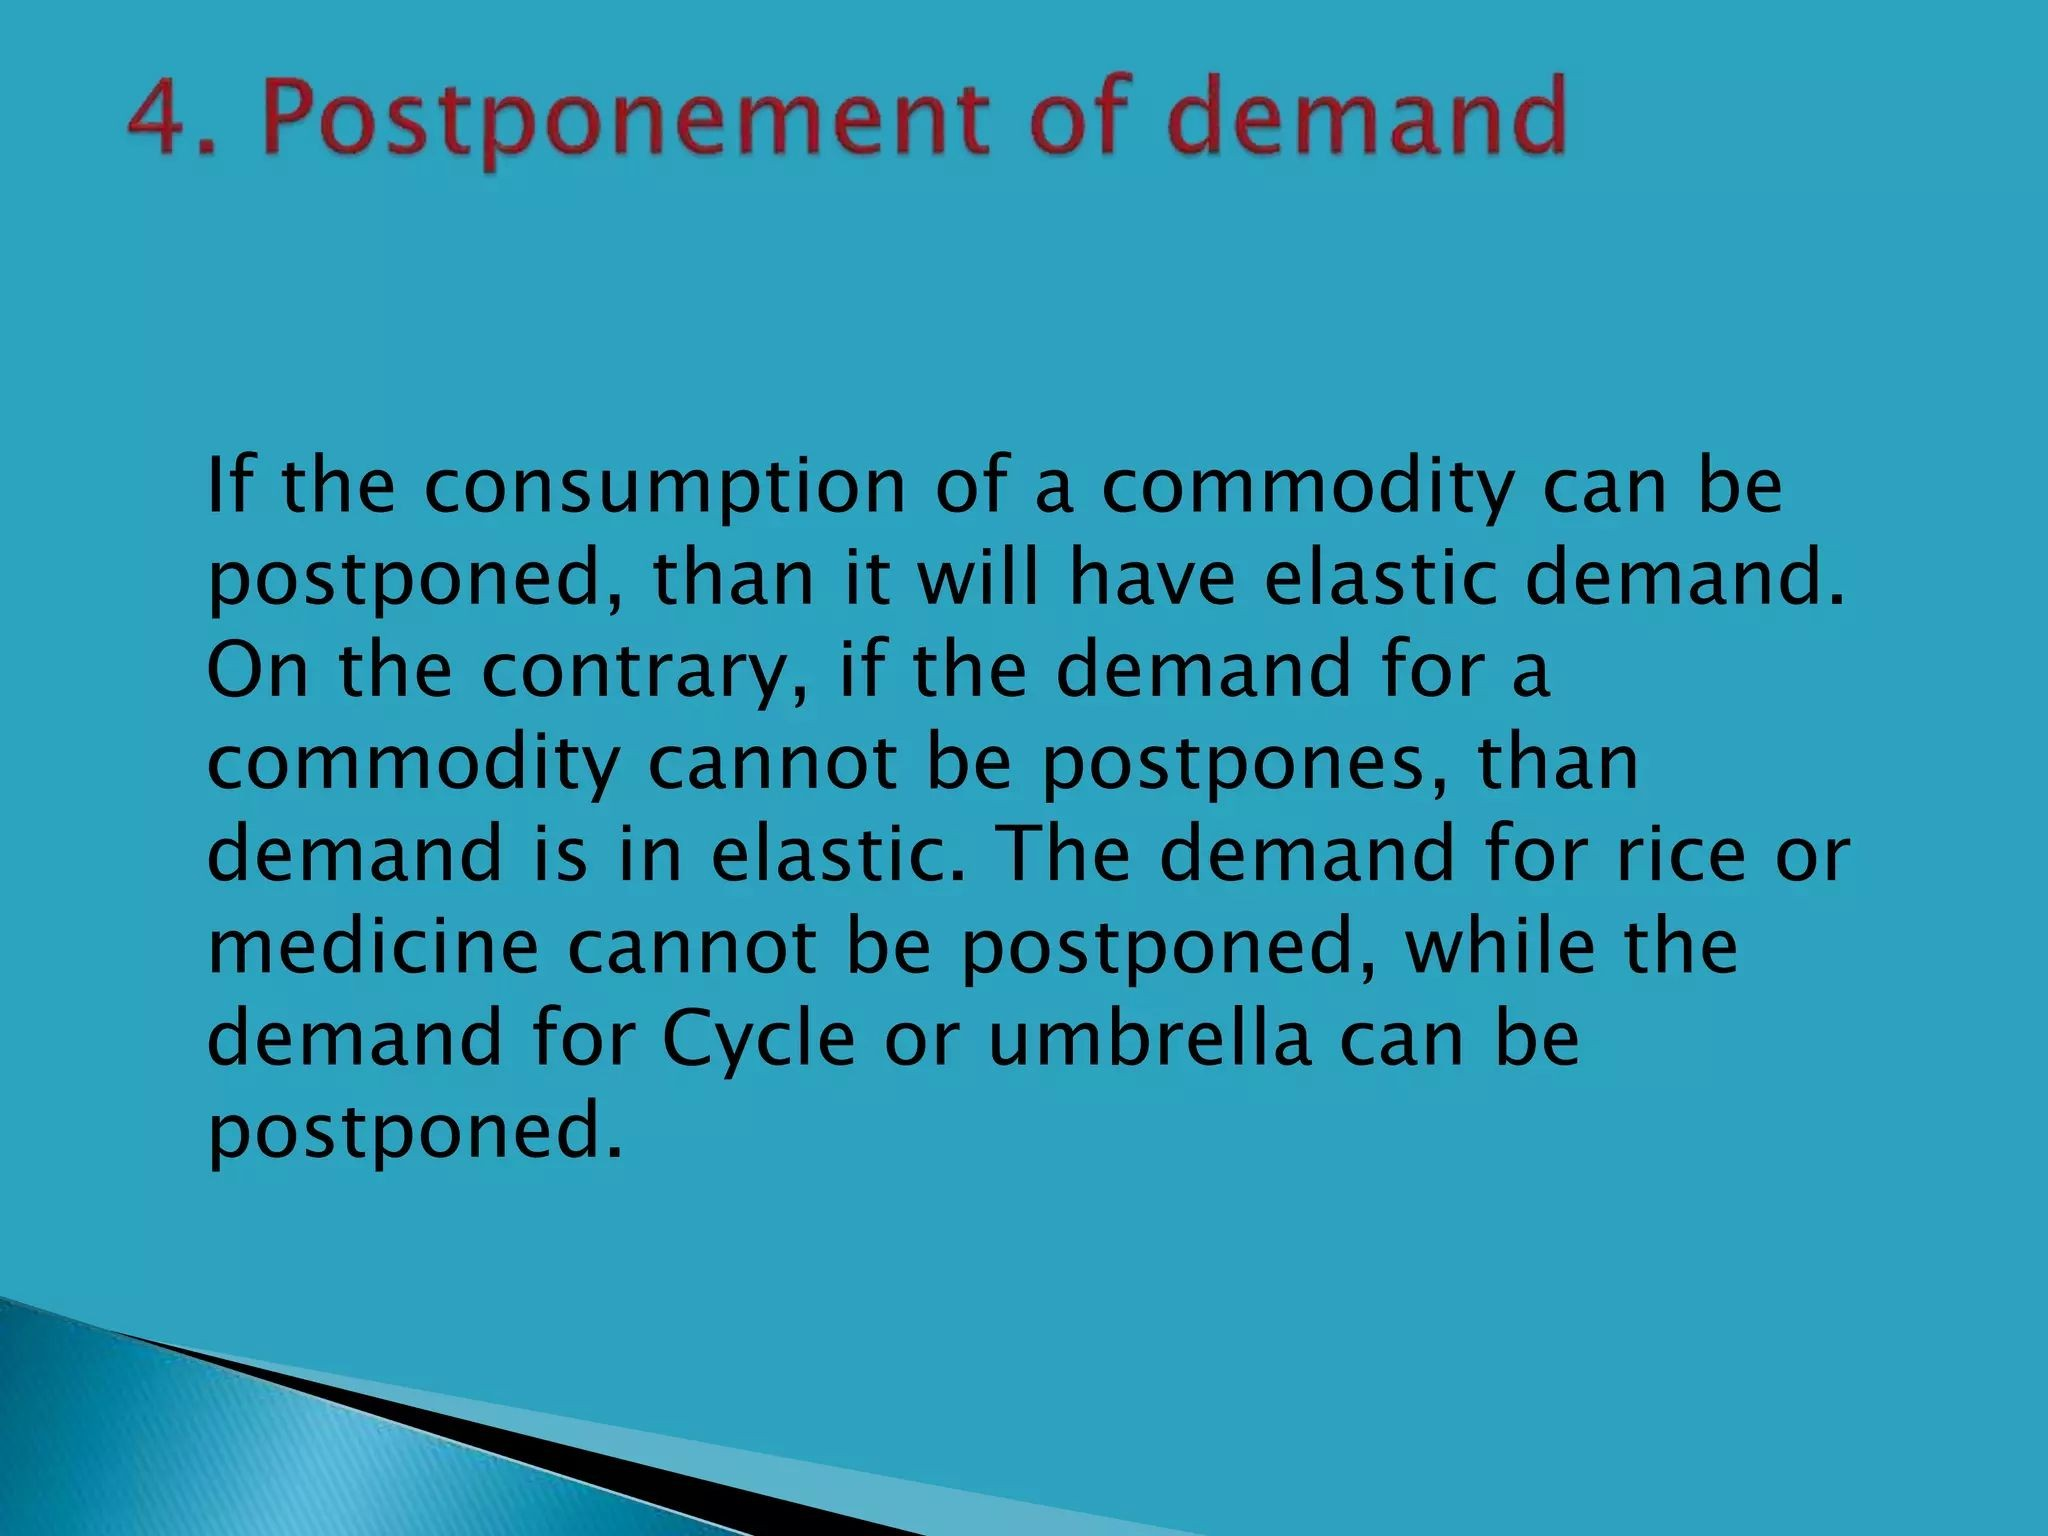 4. Postponement of demand
If the consumption of a commodity can be
postponed, than it will have elastic demand.
On the contrary, if the demand for a
commodity cannot be postpones, than
demand is in elastic. The demand for rice or
medicine cannot be postponed, while the
demand for Cycle or umbrella can be
postponed.